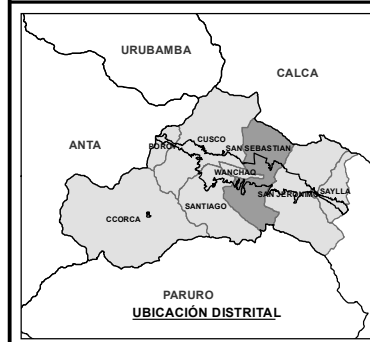 URUBAMBA
CALCA
ANTA
CUSCO
POROY
SAN SEBASTIAN
WANCHAQ
SAYLLA
SAN JERONIMO
SANTIAGO
CCORCA
PARURO
UBICACIÓN DISTRITAL